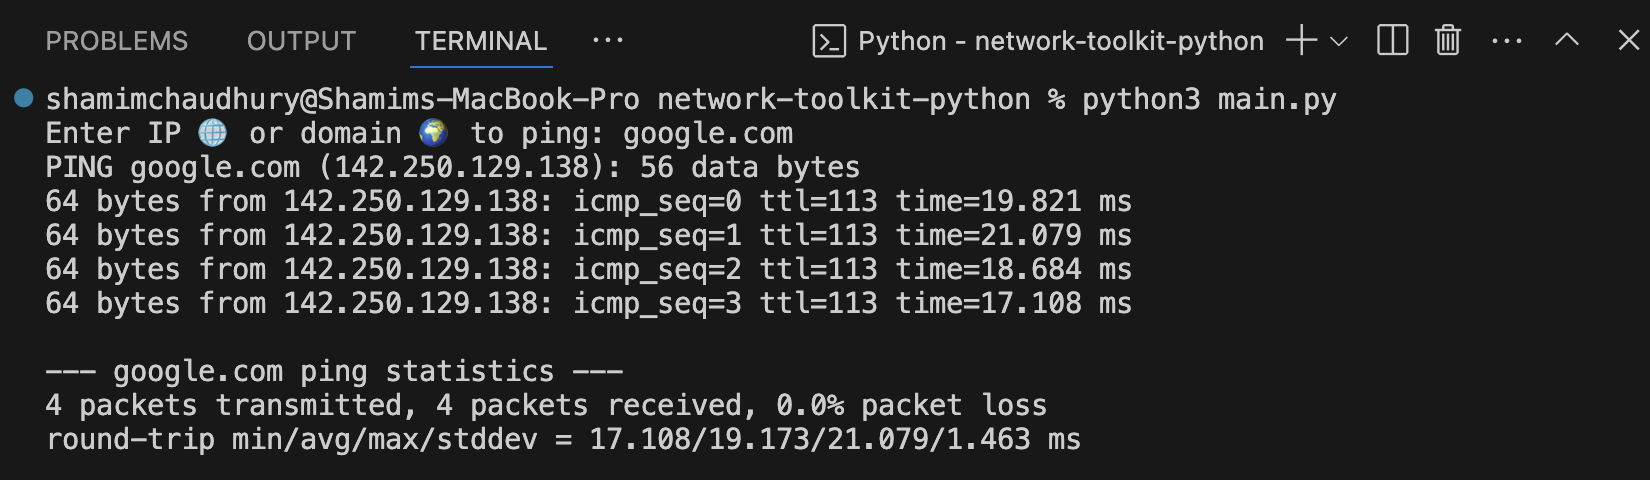 PROBLEMS OUTPUT TERMINAL ··· Python - network-toolkit-python
shamimchaudhury@Shamims-MacBook-Pro network-toolkit-python % python3 main.py
Enter IP 🌐 or domain 🌍 to ping: google.com
PING google.com (142.250.129.138): 56 data bytes
64 bytes from 142.250.129.138: icmp_seq=0 ttl=113 time=19.821 ms
64 bytes from 142.250.129.138: icmp_seq=1 ttl=113 time=21.079 ms
64 bytes from 142.250.129.138: icmp_seq=2 ttl=113 time=18.684 ms
64 bytes from 142.250.129.138: icmp_seq=3 ttl=113 time=17.108 ms
--- google.com ping statistics ---
4 packets transmitted, 4 packets received, 0.0% packet loss
round-trip min/avg/max/stddev = 17.108/19.173/21.079/1.463 ms